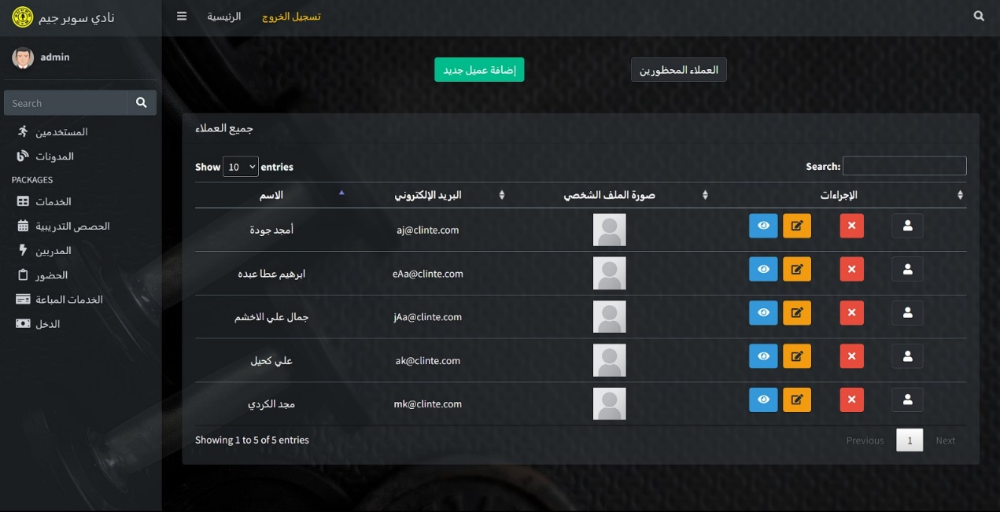 نادي سوبر جيم
الرئيسية
تسجيل الخروج
admin
Search
المستخدمين
المدونات
PACKAGES
الخدمات
الحصص التدريبية
المدربين
الحضور
الخدمات المباعة
الدخل
إضافة عميل جديد
العملاء المحظورين
جميع العملاء
Show 10 entries
Search:
الاسم البريد الإلكتروني صورة الملف الشخصي الإجراءات
أمجد جودة aj@clinte.com
ابرهيم عطا عبده eAa@clinte.com
جمال علي الاخشم jAa@clinte.com
علي كحيل ak@clinte.com
مجد الكردي mk@clinte.com
Showing 1 to 5 of 5 entries
Previous 1 Next